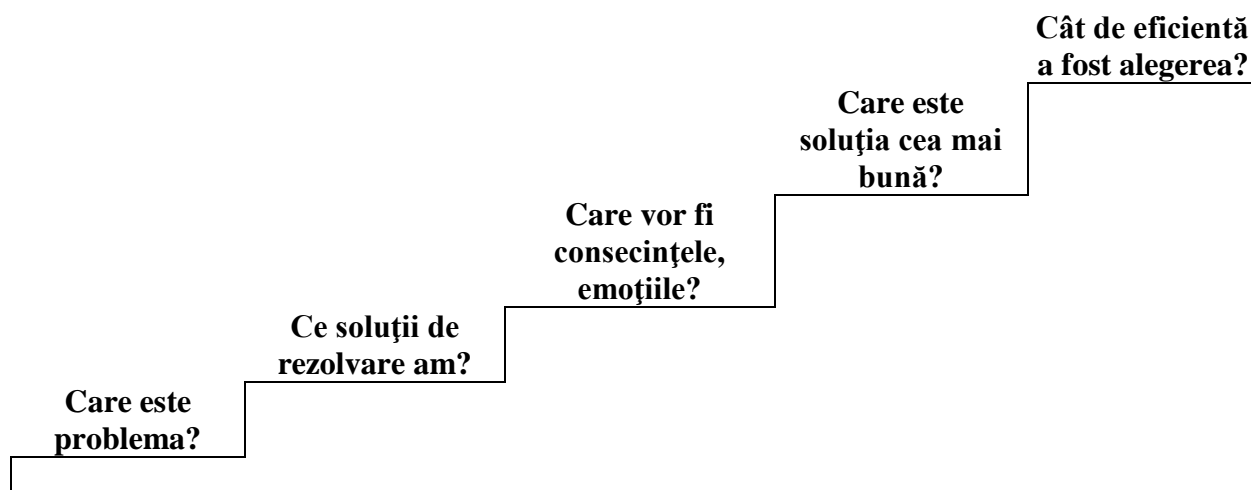 Care este
problema?
Ce soluţii de
rezolvare am?
Care vor fi
consecinţele,
emoţiile?
Care este
soluţia cea mai
bună?
Cât de eficientă
a fost alegerea?